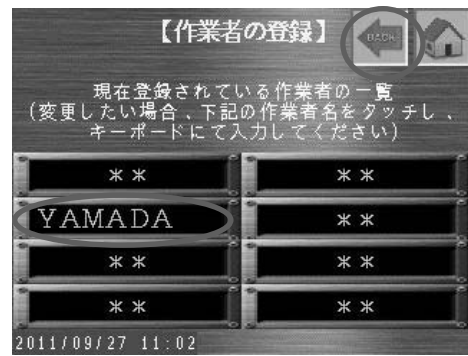 【作業者の登録】
BACK
現在登録されている作業者の一覧
(変更したい場合、下記の作業者名をタッチし、
キーボードにて入力してください)
** **
YAMADA **
** **
** **
2011/09/27 11:02